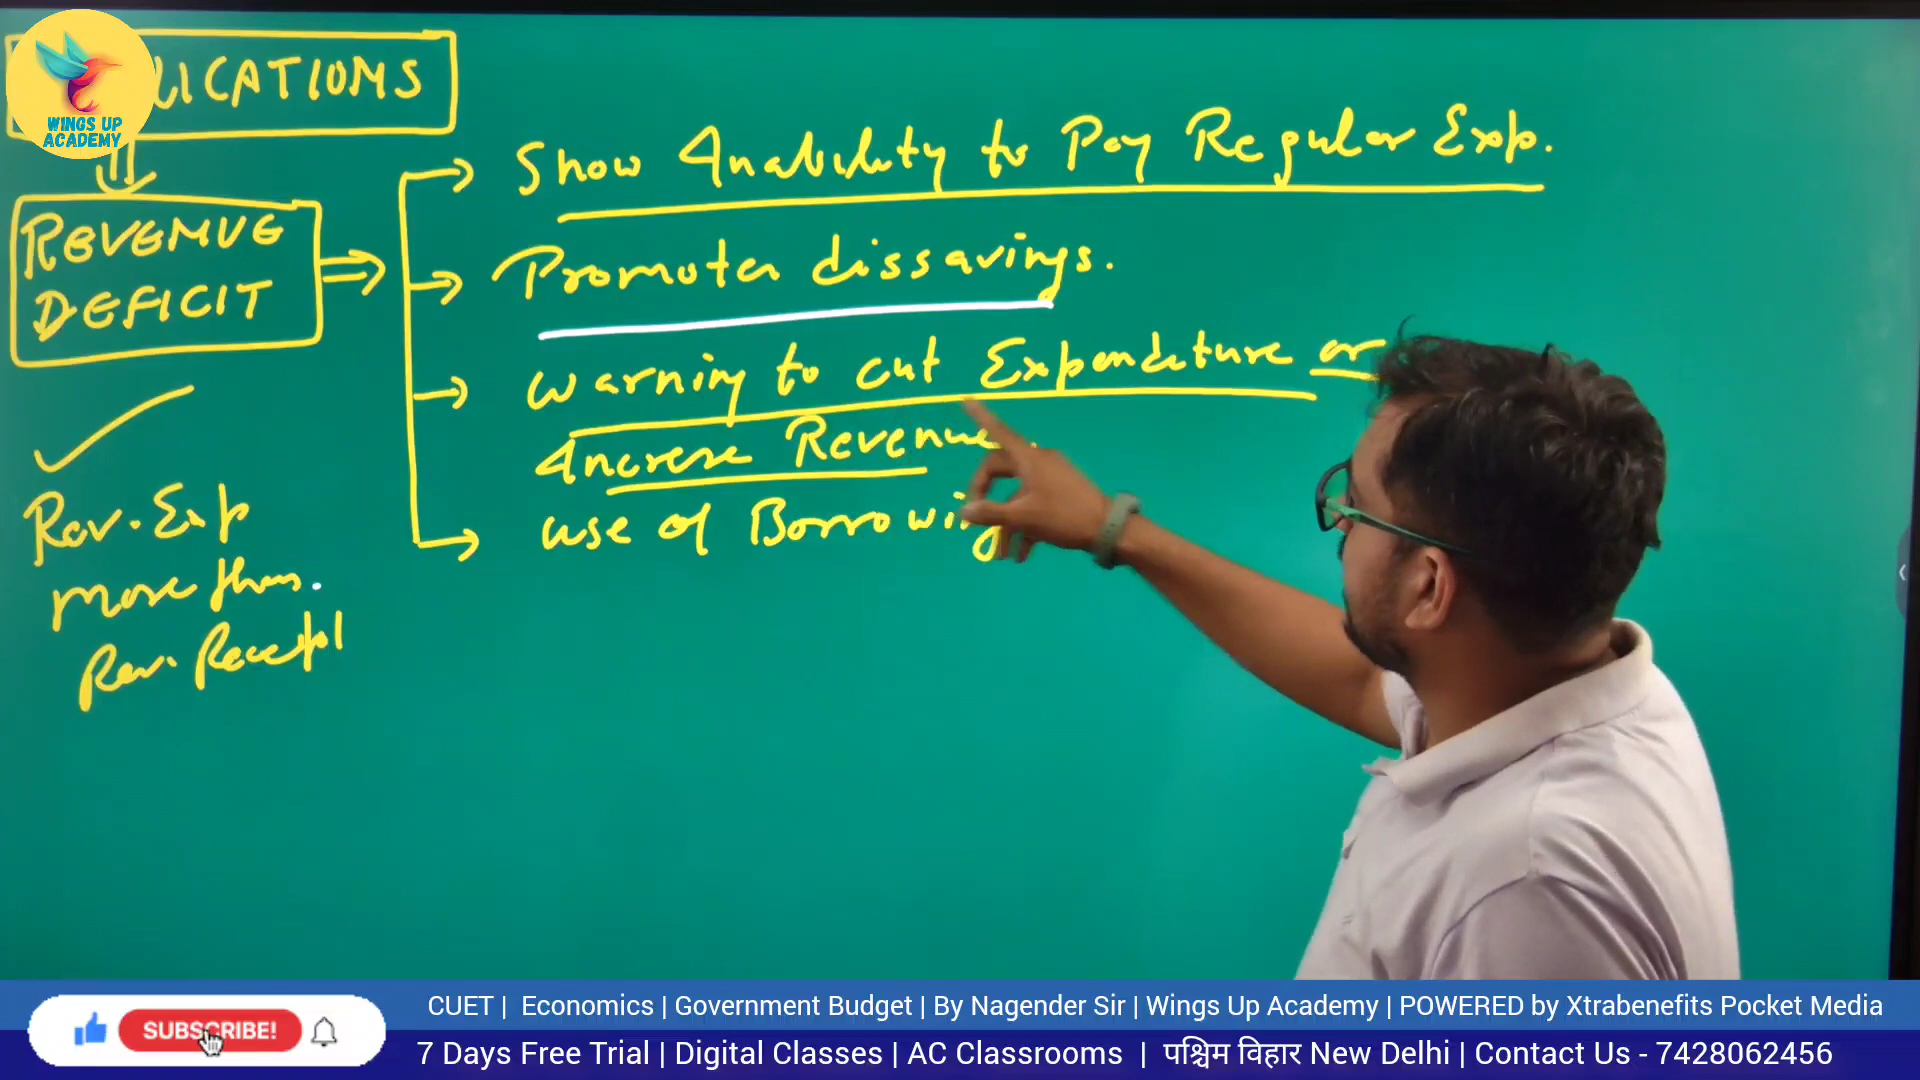 LICATIONS
WINGS UP
ACADEMY
REVENUE
DEFICIT
Show Inability to Pay Regular Exp.
Promotes dissavings.
Warning to cut Expenditure or
Increse Revenue.
use of Borrowing
Rev. Exp
more than.
Rev. Receipt
SUBSCRIBE!
CUET | Economics | Government Budget | By Nagender Sir | Wings Up Academy | POWERED by Xtrabenefits Pocket Media
7 Days Free Trial | Digital Classes | AC Classrooms | पश्चिम विहार New Delhi | Contact Us - 7428062456